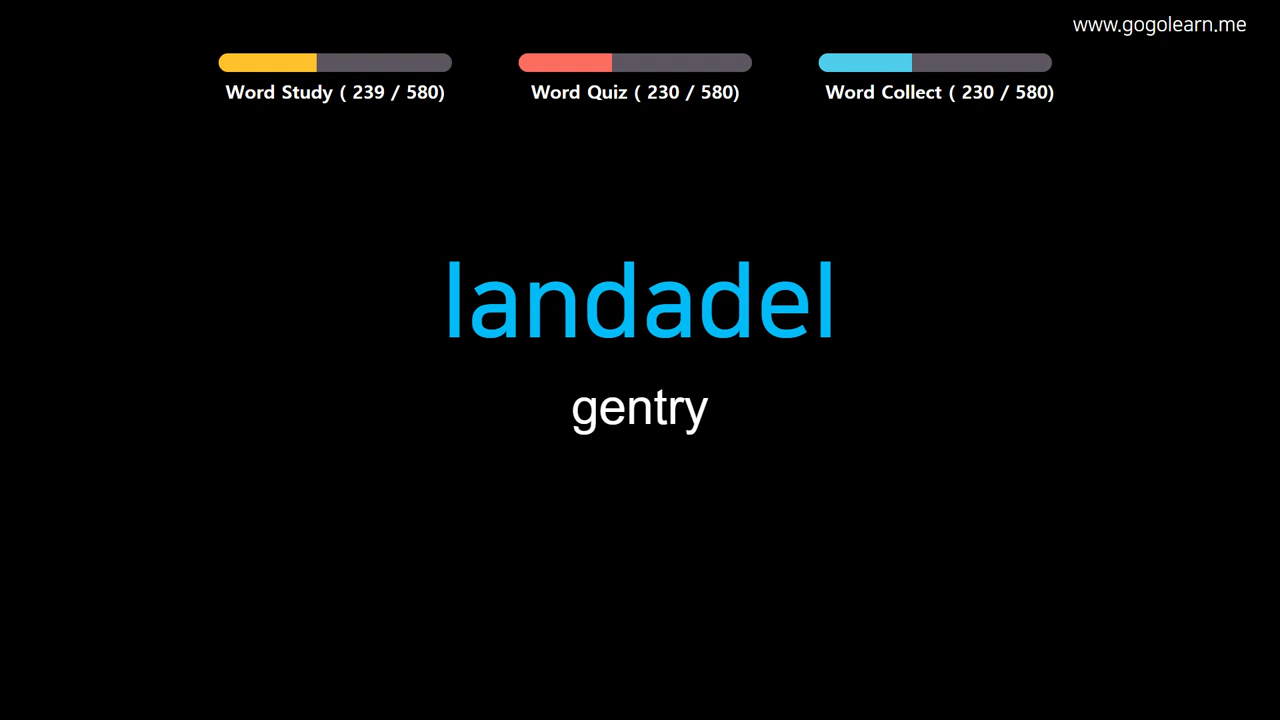 www.gogolearn.me
Word Study ( 239 / 580)
Word Quiz ( 230 / 580)
Word Collect ( 230 / 580)
landadel
gentry